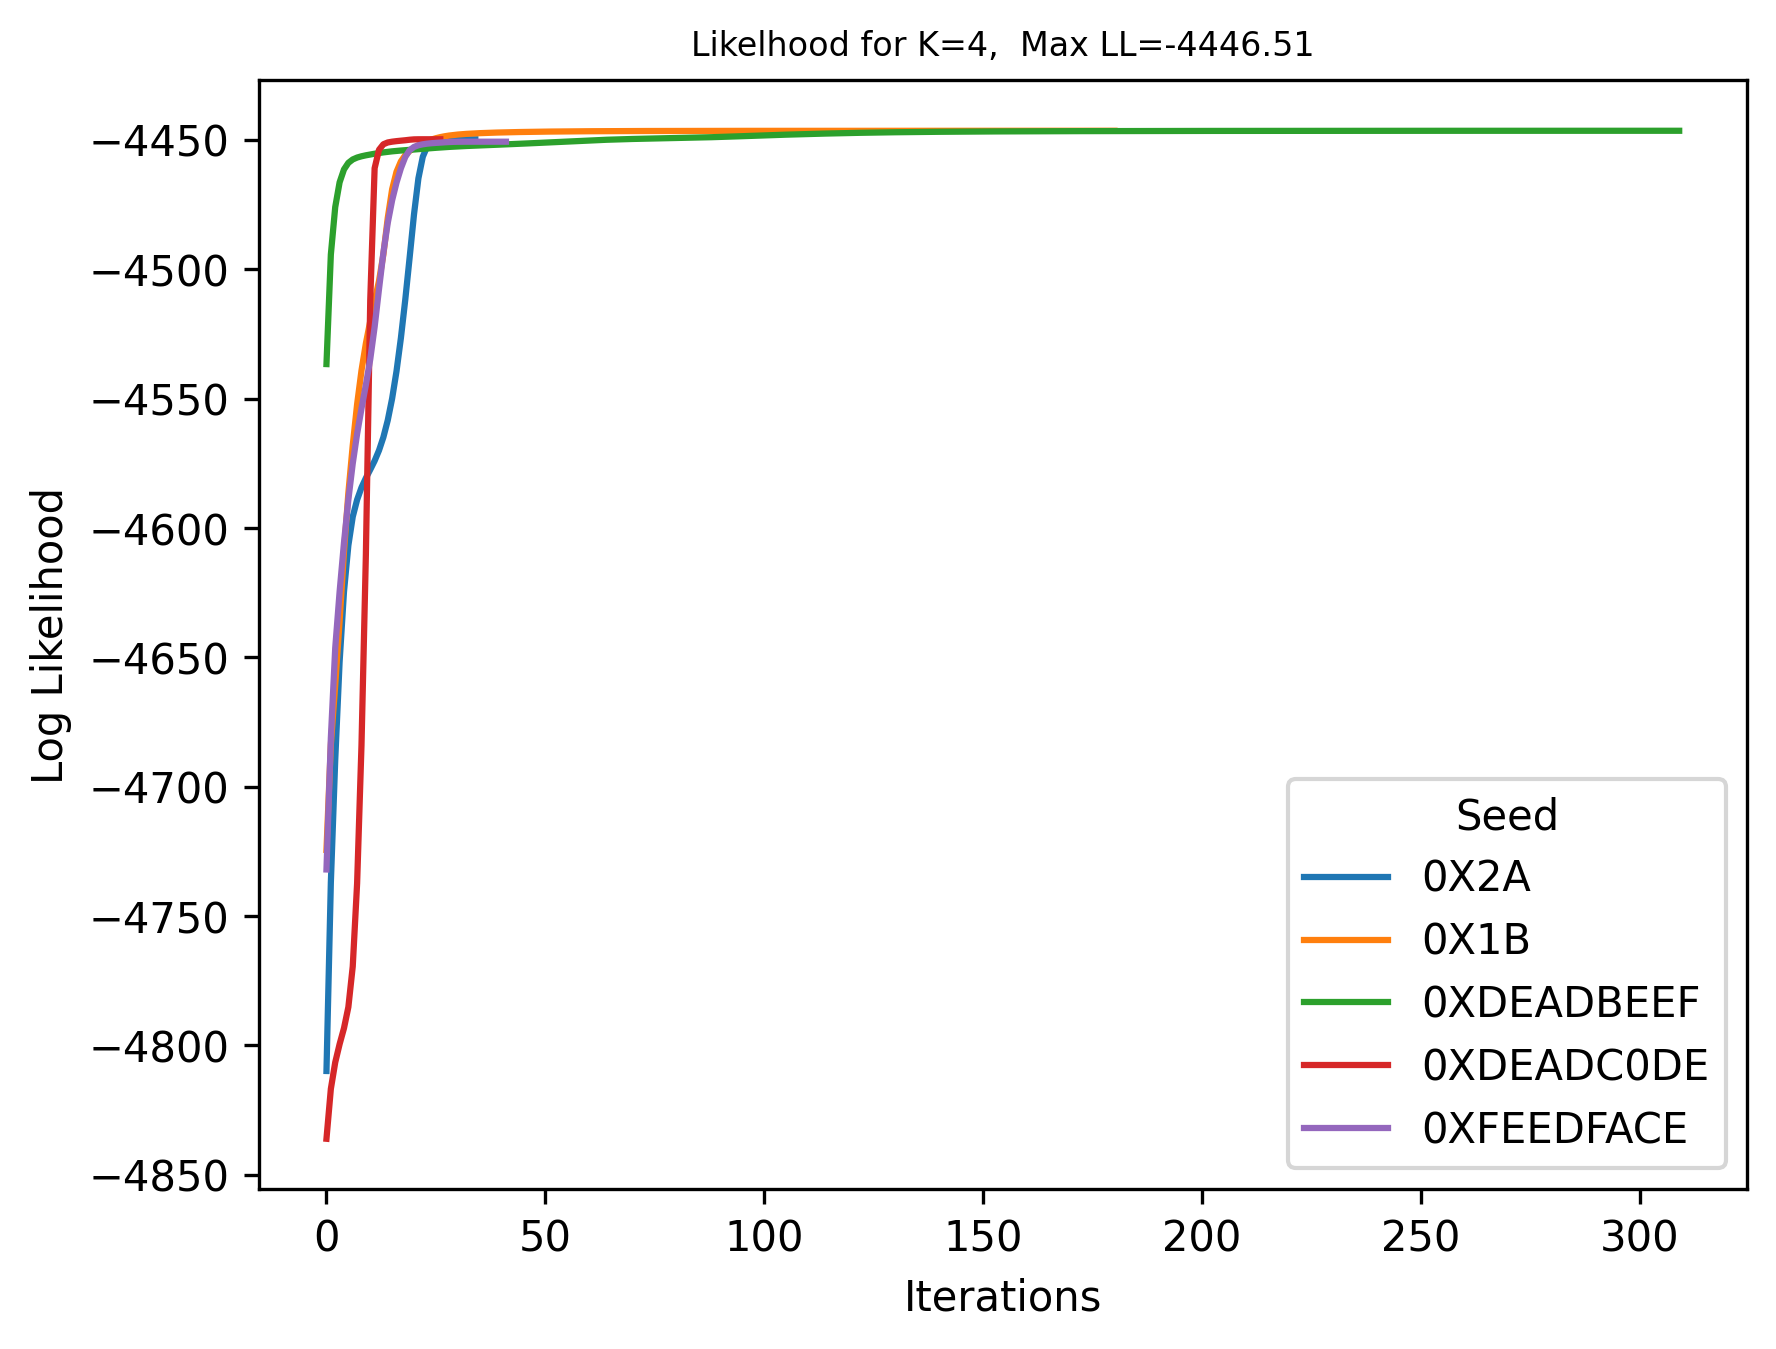 Likelhood for K=4,  Max LL=-4446.51
−4450
−4500
−4550
−4600
−4650
−4700
−4750
−4800
−4850
Log Likelihood
0 50 100 150 200 250 300
Iterations
Seed
0X2A
0X1B
0XDEADBEEF
0XDEADC0DE
0XFEEDFACE